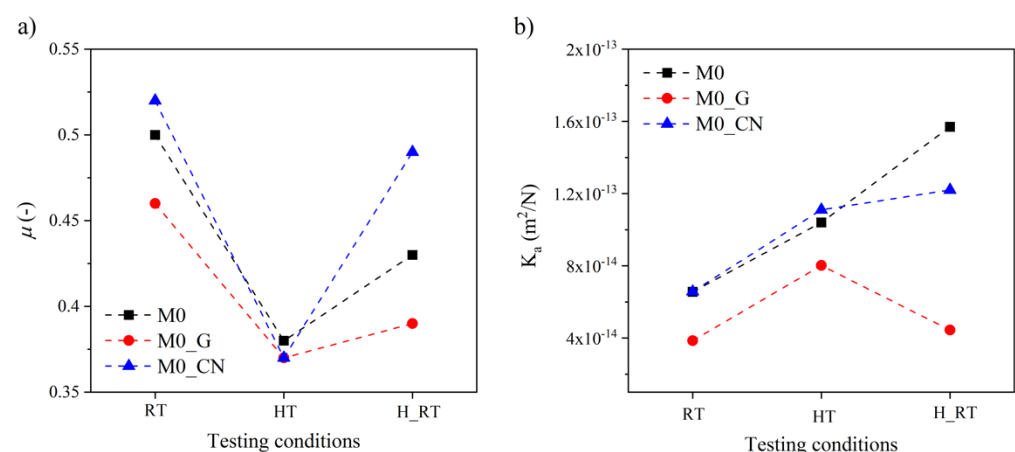 a)
0.55
0.5
0.45
0.4
0.35
μ (-)
M0
M0_G
M0_CN
RT
HT
H_RT
Testing conditions
b)
2x10⁻¹³
1.6x10⁻¹³
1.2x10⁻¹³
8x10⁻¹⁴
4x10⁻¹⁴
Kₐ (m²/N)
M0
M0_G
M0_CN
RT
HT
H_RT
Testing conditions